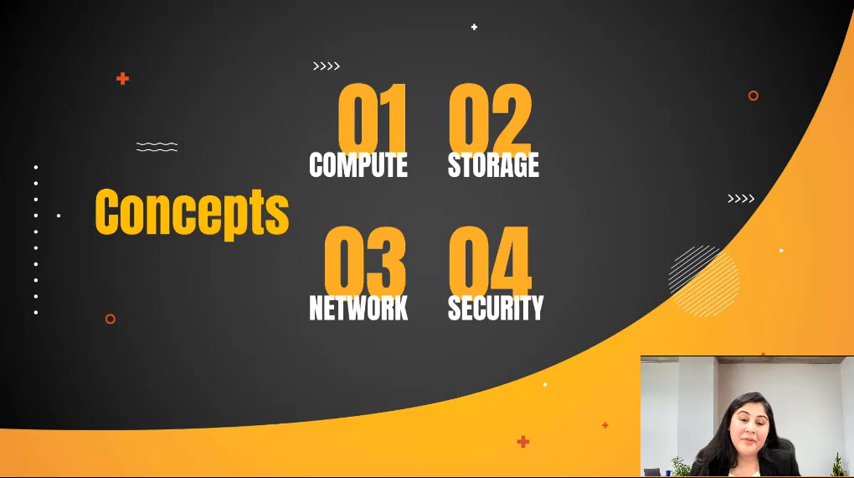 Concepts
01
COMPUTE
02
STORAGE
03
NETWORK
04
SECURITY